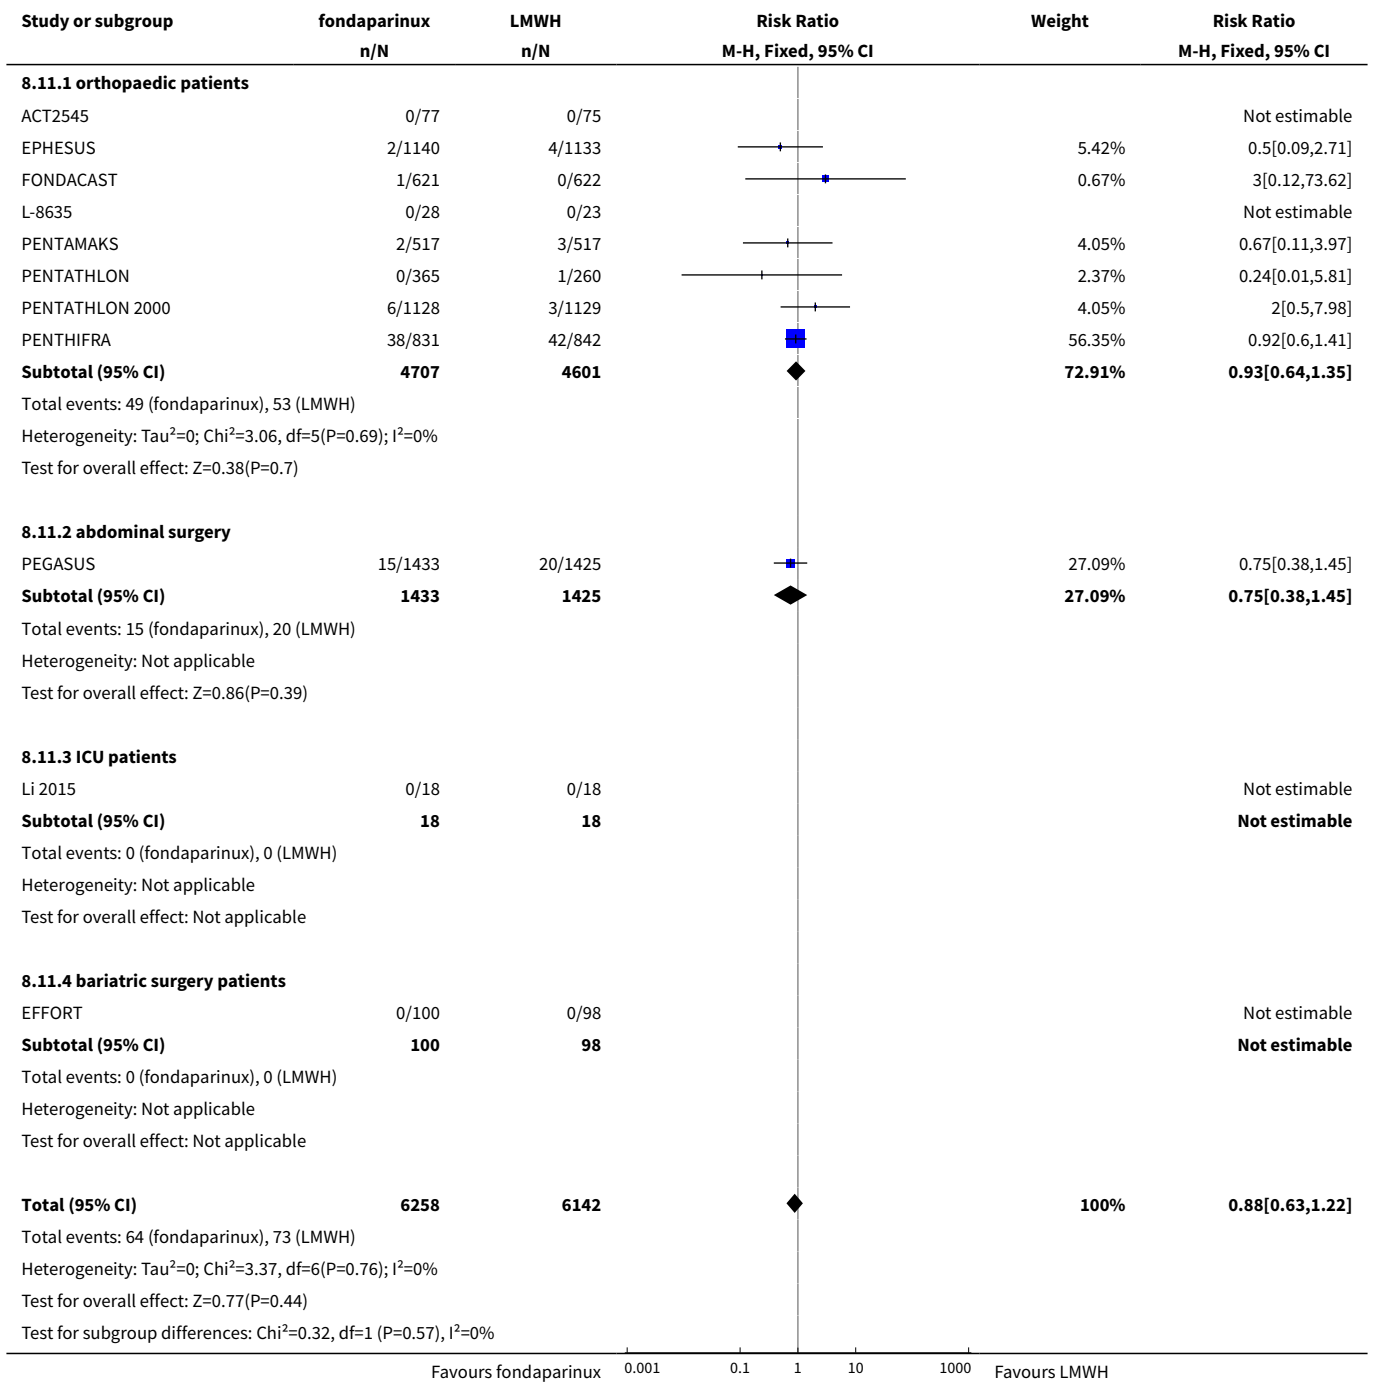 Study or subgroup fondaparinux LMWH Risk Ratio Weight Risk Ratio
n/N n/N M-H, Fixed, 95% CI M-H, Fixed, 95% CI
8.11.1 orthopaedic patients
ACT2545 0/77 0/75 Not estimable
EPHESUS 2/1140 4/1133 5.42% 0.5[0.09,2.71]
FONDACAST 1/621 0/622 0.67% 3[0.12,73.62]
L-8635 0/28 0/23 Not estimable
PENTAMAKS 2/517 3/517 4.05% 0.67[0.11,3.97]
PENTATHLON 0/365 1/260 2.37% 0.24[0.01,5.81]
PENTATHLON 2000 6/1128 3/1129 4.05% 2[0.5,7.98]
PENTHIFRA 38/831 42/842 56.35% 0.92[0.6,1.41]
Subtotal (95% CI) 4707 4601 72.91% 0.93[0.64,1.35]
Total events: 49 (fondaparinux), 53 (LMWH)
Heterogeneity: Tau²=0; Chi²=3.06, df=5(P=0.69); I²=0%
Test for overall effect: Z=0.38(P=0.7)
8.11.2 abdominal surgery
PEGASUS 15/1433 20/1425 27.09% 0.75[0.38,1.45]
Subtotal (95% CI) 1433 1425 27.09% 0.75[0.38,1.45]
Total events: 15 (fondaparinux), 20 (LMWH)
Heterogeneity: Not applicable
Test for overall effect: Z=0.86(P=0.39)
8.11.3 ICU patients
Li 2015 0/18 0/18 Not estimable
Subtotal (95% CI) 18 18 Not estimable
Total events: 0 (fondaparinux), 0 (LMWH)
Heterogeneity: Not applicable
Test for overall effect: Not applicable
8.11.4 bariatric surgery patients
EFFORT 0/100 0/98 Not estimable
Subtotal (95% CI) 100 98 Not estimable
Total events: 0 (fondaparinux), 0 (LMWH)
Heterogeneity: Not applicable
Test for overall effect: Not applicable
Total (95% CI) 6258 6142 100% 0.88[0.63,1.22]
Total events: 64 (fondaparinux), 73 (LMWH)
Heterogeneity: Tau²=0; Chi²=3.37, df=6(P=0.76); I²=0%
Test for overall effect: Z=0.77(P=0.44)
Test for subgroup differences: Chi²=0.32, df=1 (P=0.57), I²=0%
Favours fondaparinux 0.001 0.1 1 10 1000 Favours LMWH